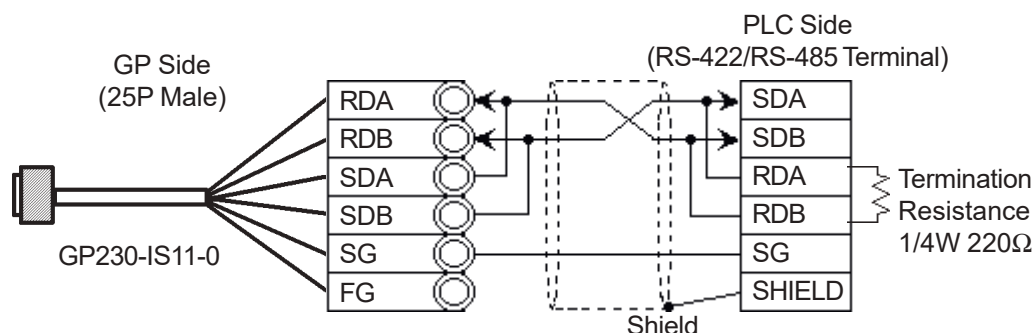 GP Side
(25P Male)
GP230-IS11-0
RDA
RDB
SDA
SDB
SG
FG
Shield
PLC Side
(RS-422/RS-485 Terminal)
SDA
SDB
RDA
RDB
SG
SHIELD
Termination
Resistance
1/4W 220Ω